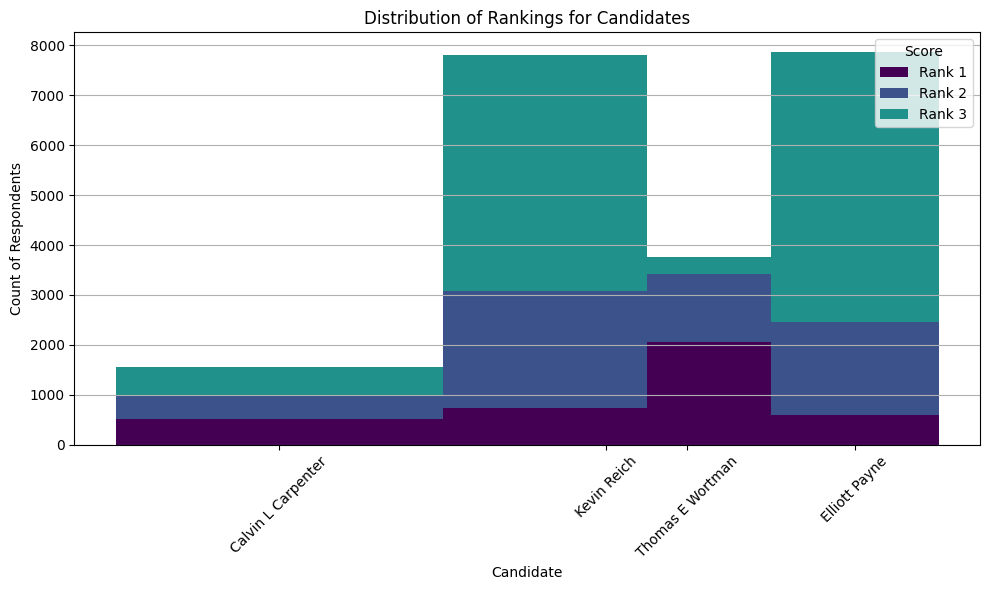 Distribution of Rankings for Candidates
Score
Rank 1
Rank 2
Rank 3
Count of Respondents
8000
7000
6000
5000
4000
3000
2000
1000
0
Calvin L Carpenter
Kevin Reich
Thomas E Wortman
Elliott Payne
Candidate